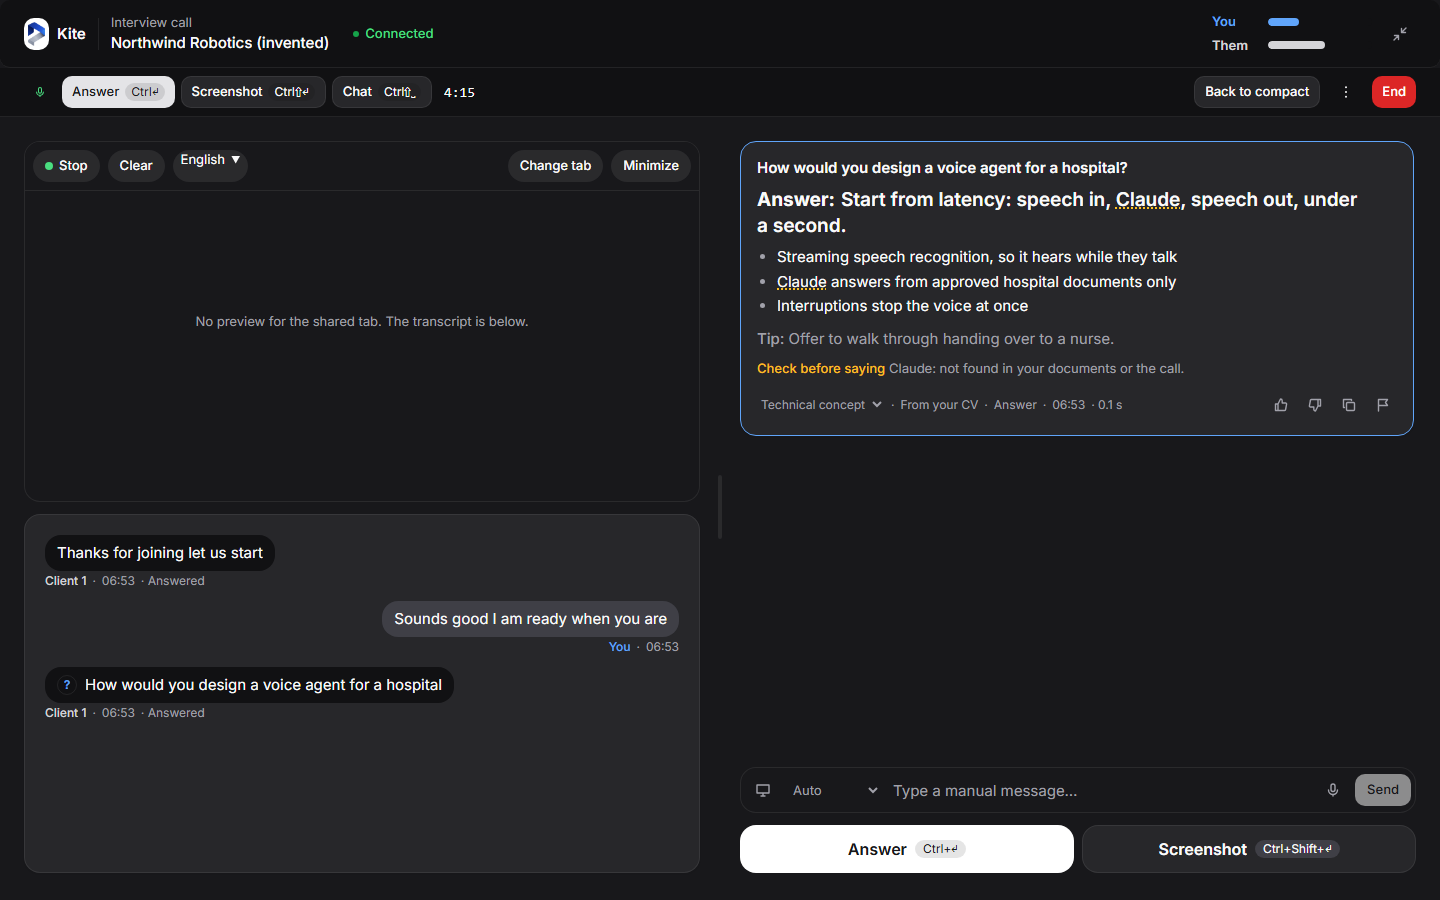 Kite
Interview call
Northwind Robotics (invented)
Connected
You
Them
Answer Ctrl↵
Screenshot Ctrl⇧↵
Chat Ctrl⇧⎵
4:15
Back to compact
End
Stop
Clear
English ▼
Change tab
Minimize
No preview for the shared tab. The transcript is below.
Thanks for joining let us start
Client 1 · 06:53 · Answered
Sounds good I am ready when you are
You · 06:53
? How would you design a voice agent for a hospital
Client 1 · 06:53 · Answered
How would you design a voice agent for a hospital?
Answer: Start from latency: speech in, Claude, speech out, under
a second.
• Streaming speech recognition, so it hears while they talk
• Claude answers from approved hospital documents only
• Interruptions stop the voice at once
Tip: Offer to walk through handing over to a nurse.
Check before saying Claude: not found in your documents or the call.
Technical concept · From your CV · Answer · 06:53 · 0.1 s
Auto
Type a manual message...
Send
Answer Ctrl+↵
Screenshot Ctrl+Shift+↵